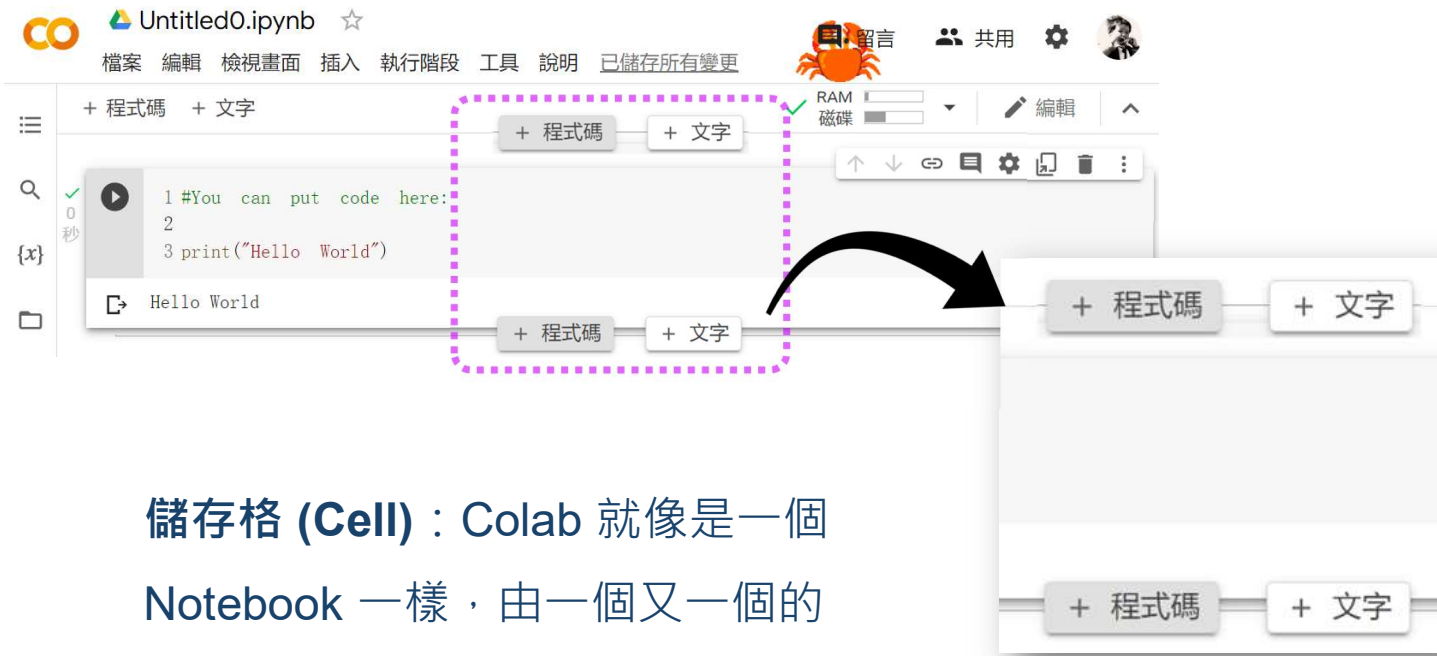 CO Untitled0.ipynb
檔案 編輯 檢視畫面 插入 執行階段 工具 說明 已儲存所有變更
留言 共用
+ 程式碼 + 文字
RAM
磁碟
編輯
+ 程式碼 + 文字
0
秒
1 #You can put code here:
2
3 print("Hello World")
{x}
Hello World
+ 程式碼 + 文字
+ 程式碼 + 文字
+ 程式碼 + 文字
儲存格 (Cell)：Colab 就像是一個
Notebook 一樣，由一個又一個的